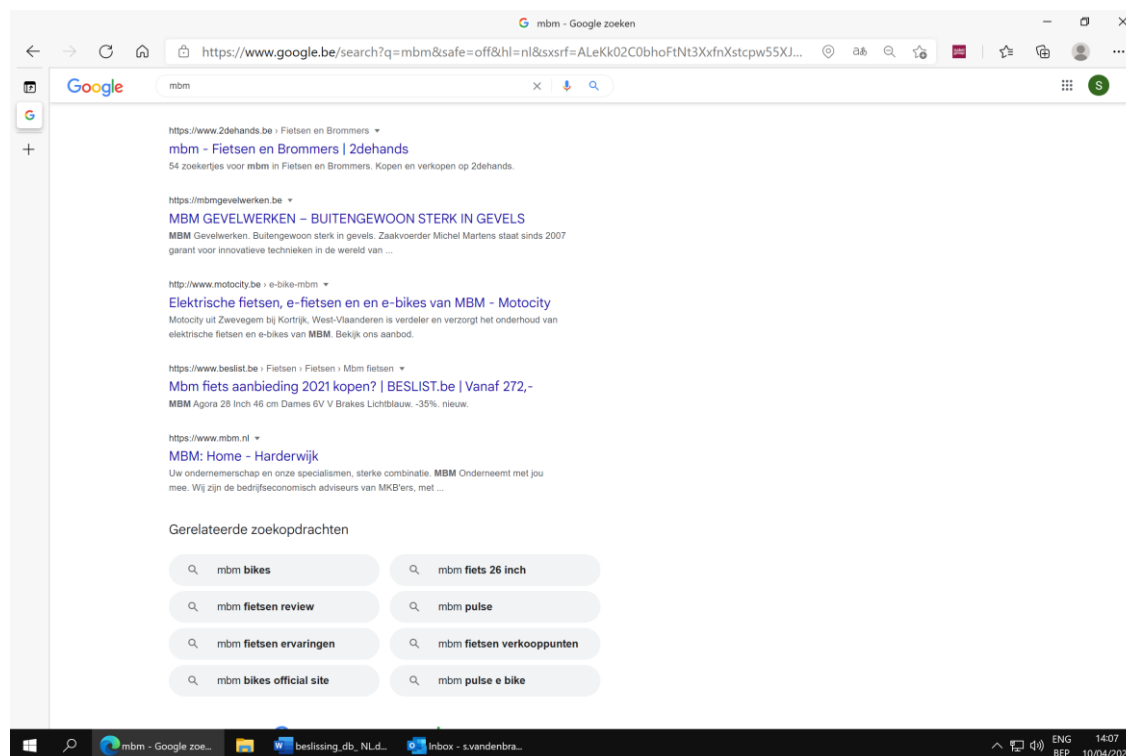 mbm - Google zoeken
https://www.google.be/search?q=mbm&safe=off&hl=nl&sxsrf=ALeKk02C0bhoFtNt3XxfnXstcpw55XJ...
aあ
Google
mbm
S
G
https://www.2dehands.be › Fietsen en Brommers
mbm - Fietsen en Brommers | 2dehands
54 zoekertjes voor mbm in Fietsen en Brommers. Kopen en verkopen op 2dehands.
https://mbmgevelwerken.be
MBM GEVELWERKEN – BUITENGEWOON STERK IN GEVELS
MBM Gevelwerken. Buitengewoon sterk in gevels. Zaakvoerder Michel Martens staat sinds 2007
garant voor innovatieve technieken in de wereld van ...
http://www.motocity.be › e-bike-mbm
Elektrische fietsen, e-fietsen en en e-bikes van MBM - Motocity
Motocity uit Zwevegem bij Kortrijk, West-Vlaanderen is verdeler en verzorgt het onderhoud van
elektrische fietsen en e-bikes van MBM. Bekijk ons aanbod.
https://www.beslist.be › Fietsen › Fietsen › Mbm fietsen
Mbm fiets aanbieding 2021 kopen? | BESLIST.be | Vanaf 272,-
MBM Agora 28 Inch 46 cm Dames 6V V Brakes Lichtblauw. -35%. nieuw.
https://www.mbm.nl
MBM: Home - Harderwijk
Uw ondernemerschap en onze specialismen, sterke combinatie. MBM Onderneemt met jou
mee. Wij zijn de bedrijfseconomisch adviseurs van MKB'ers, met ...
Gerelateerde zoekopdrachten
mbm bikes
mbm fiets 26 inch
mbm fietsen review
mbm pulse
mbm fietsen ervaringen
mbm fietsen verkooppunten
mbm bikes official site
mbm pulse e bike
mbm - Google zoe...
beslissing_db_ NL.d...
Inbox - s.vandenbra...
ENG
14:07
BEP
10/04/202